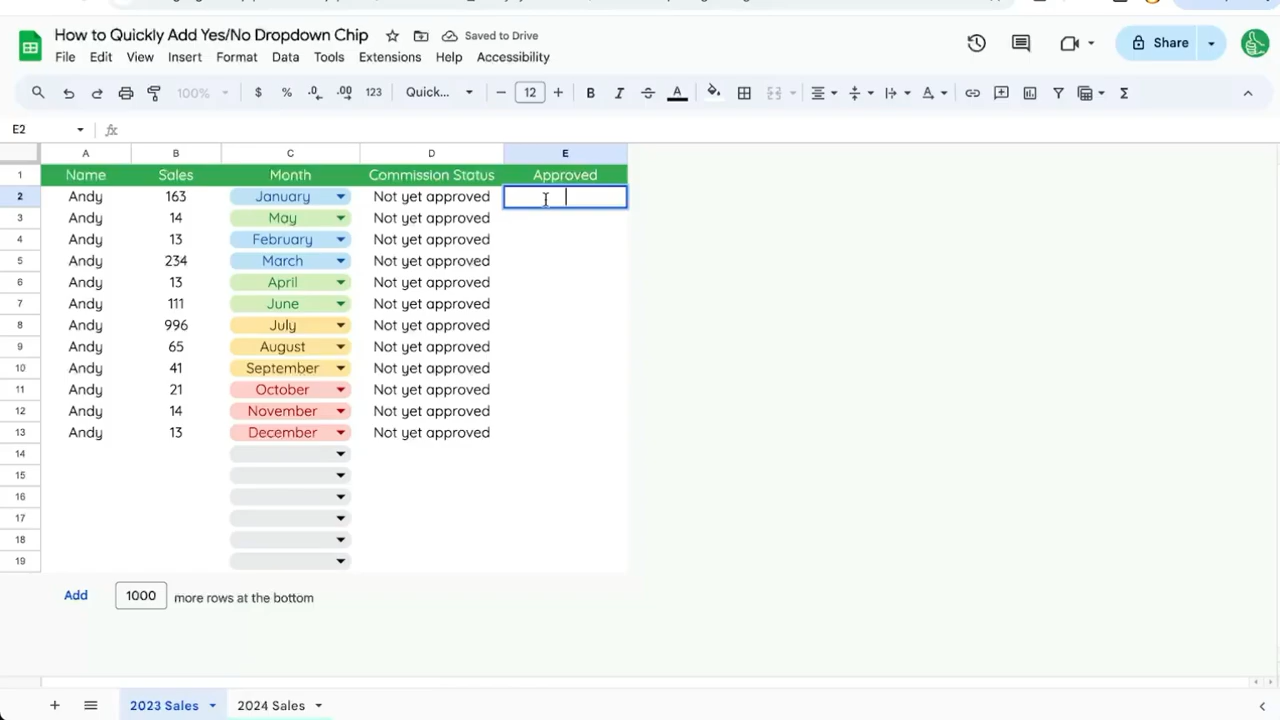 How to Quickly Add Yes/No Dropdown Chip Saved to Drive
File Edit View Insert Format Data Tools Extensions Help Accessibility
Share
100% $ % .0 .00 123 Quick... 12 B I S A Σ
E2 fx
A B C D E
1 Name Sales Month Commission Status Approved
2 Andy 163 January Not yet approved
3 Andy 14 May Not yet approved
4 Andy 13 February Not yet approved
5 Andy 234 March Not yet approved
6 Andy 13 April Not yet approved
7 Andy 111 June Not yet approved
8 Andy 996 July Not yet approved
9 Andy 65 August Not yet approved
10 Andy 41 September Not yet approved
11 Andy 21 October Not yet approved
12 Andy 14 November Not yet approved
13 Andy 13 December Not yet approved
14
15
16
17
18
19
Add 1000 more rows at the bottom
2023 Sales 2024 Sales